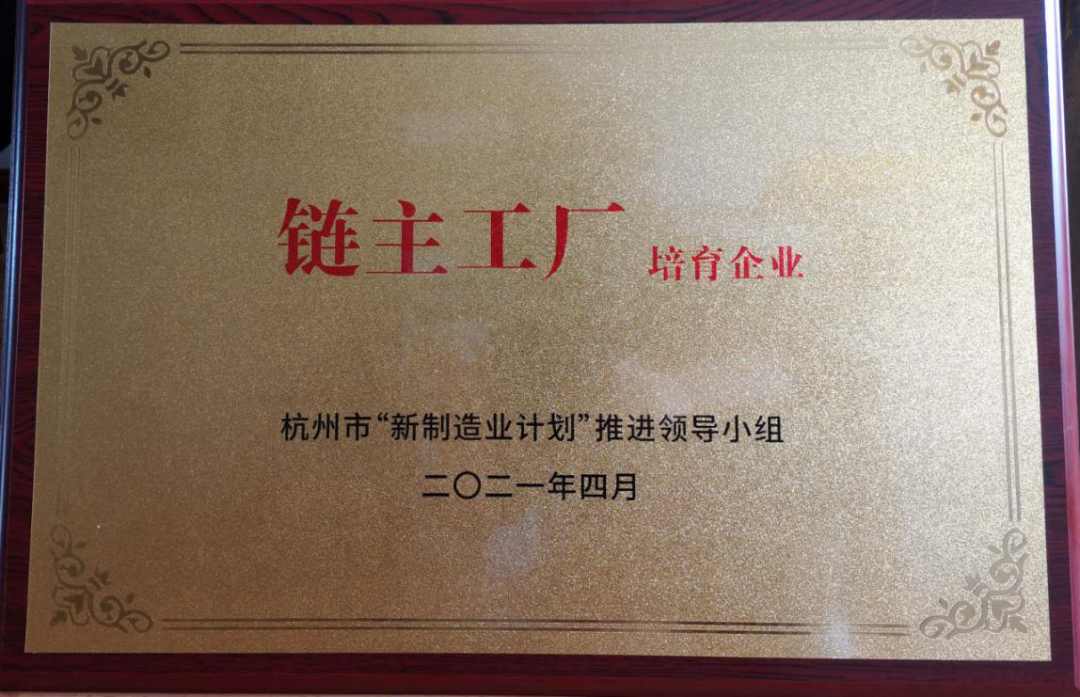 链主工厂 培育企业
杭州市“新制造业计划”推进领导小组
二〇二一年四月